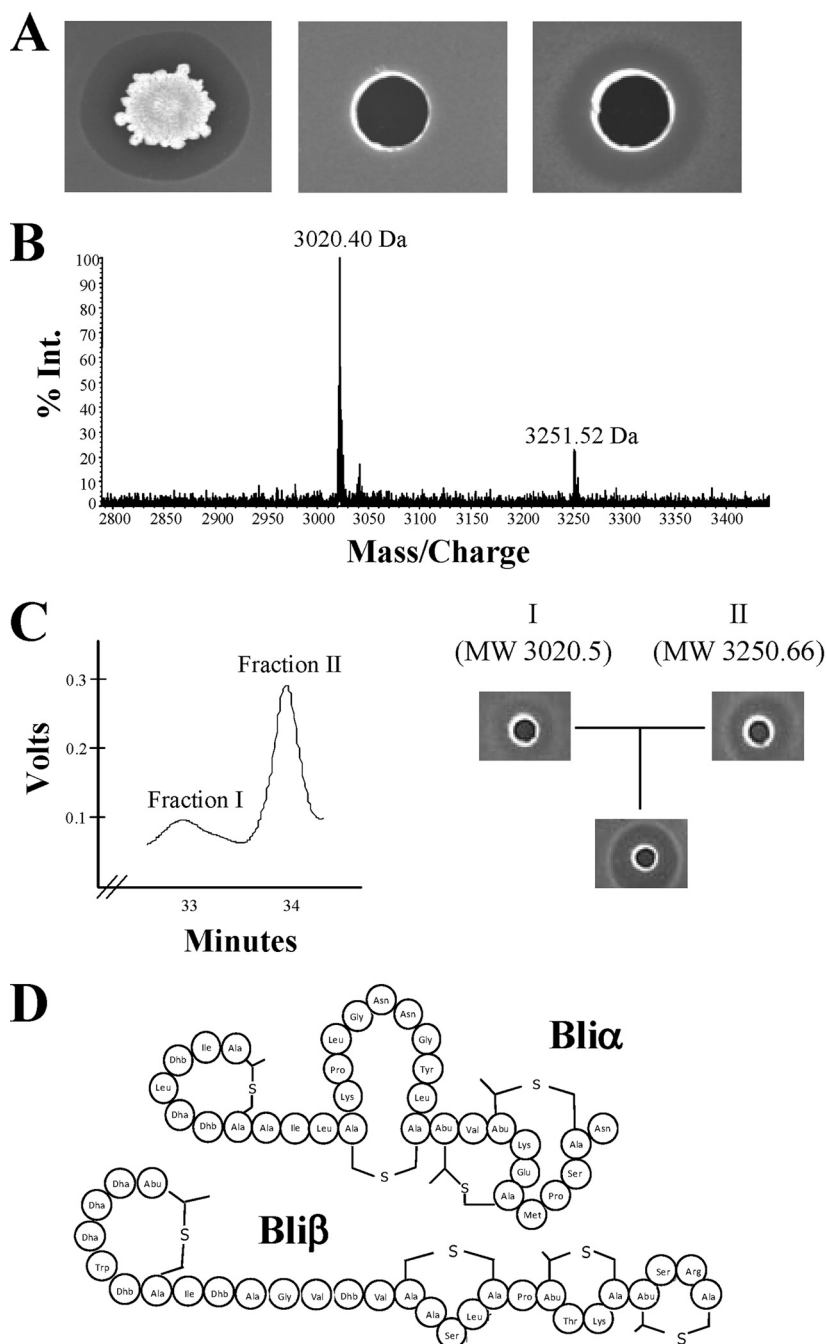 A
B
3020.40 Da
3251.52 Da
100
90
80
70
60
50
40
30
20
10
0
% Int.
2800 2850 2900 2950 3000 3050 3100 3150 3200 3250 3300 3350 3400
Mass/Charge
C
Fraction II
Fraction I
0.3
0.2
0.1
Volts
33 34
Minutes
I
(MW 3020.5)
II
(MW 3250.66)
D
Bliα
Asn
Gly Asn
Leu Gly
Dhb Ile Ala
Pro Tyr
Leu S Lys Leu S
Dha
Dhb Ala Ala Ile Leu Ala Ala Abu Val Abu Lys Ala Asn
S Glu Ser
S Ala Pro
Met
Bliβ
Dha Abu
Dha
Dha S
Trp S S
Dhb Ala Ile Dhb Ala Gly Val Dhb Val Ala Ala Pro Abu Ala Abu Ser Arg Ala
Ala Leu Thr Lys
Ser S